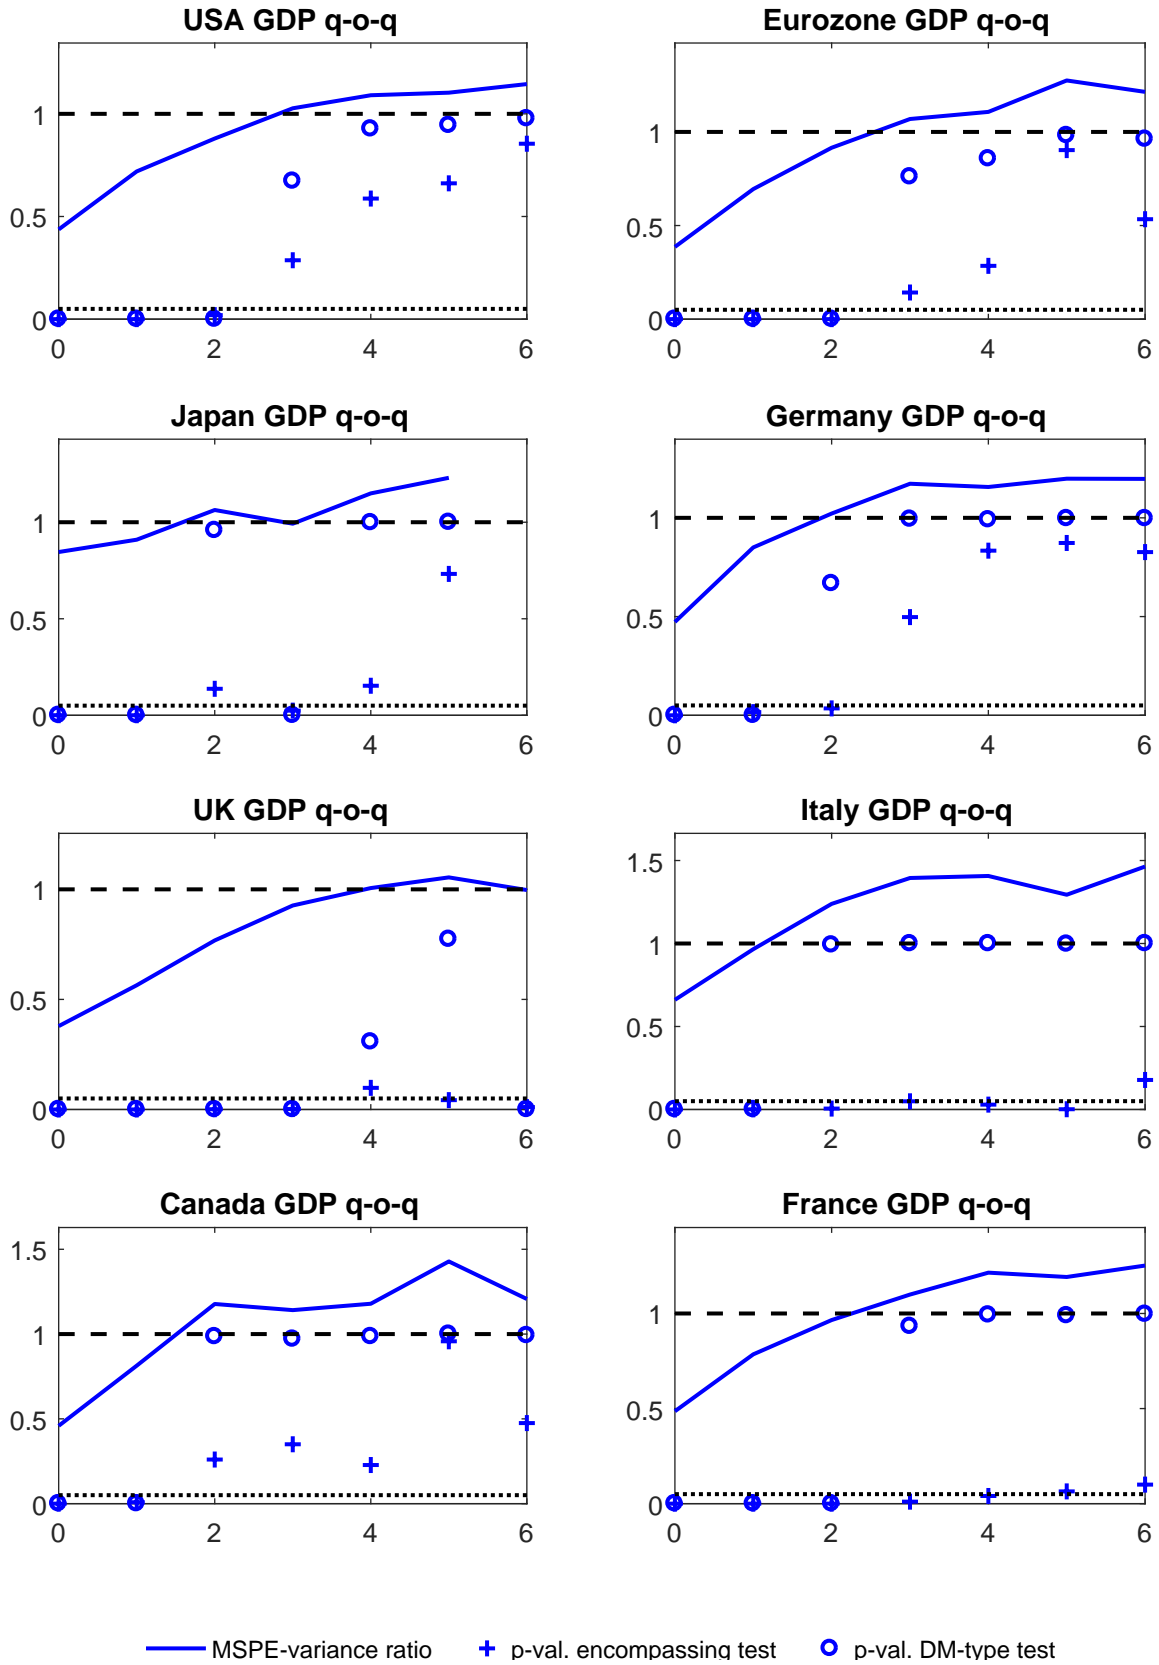 USA GDP q-o-q
1
0.5
0
0 2 4 6
Eurozone GDP q-o-q
1
0.5
0
0 2 4 6
Japan GDP q-o-q
1
0.5
0
0 2 4 6
Germany GDP q-o-q
1
0.5
0
0 2 4 6
UK GDP q-o-q
1
0.5
0
0 2 4 6
Italy GDP q-o-q
1.5
1
0.5
0
0 2 4 6
Canada GDP q-o-q
1.5
1
0.5
0
0 2 4 6
France GDP q-o-q
1
0.5
0
0 2 4 6
MSPE-variance ratio p-val. encompassing test p-val. DM-type test